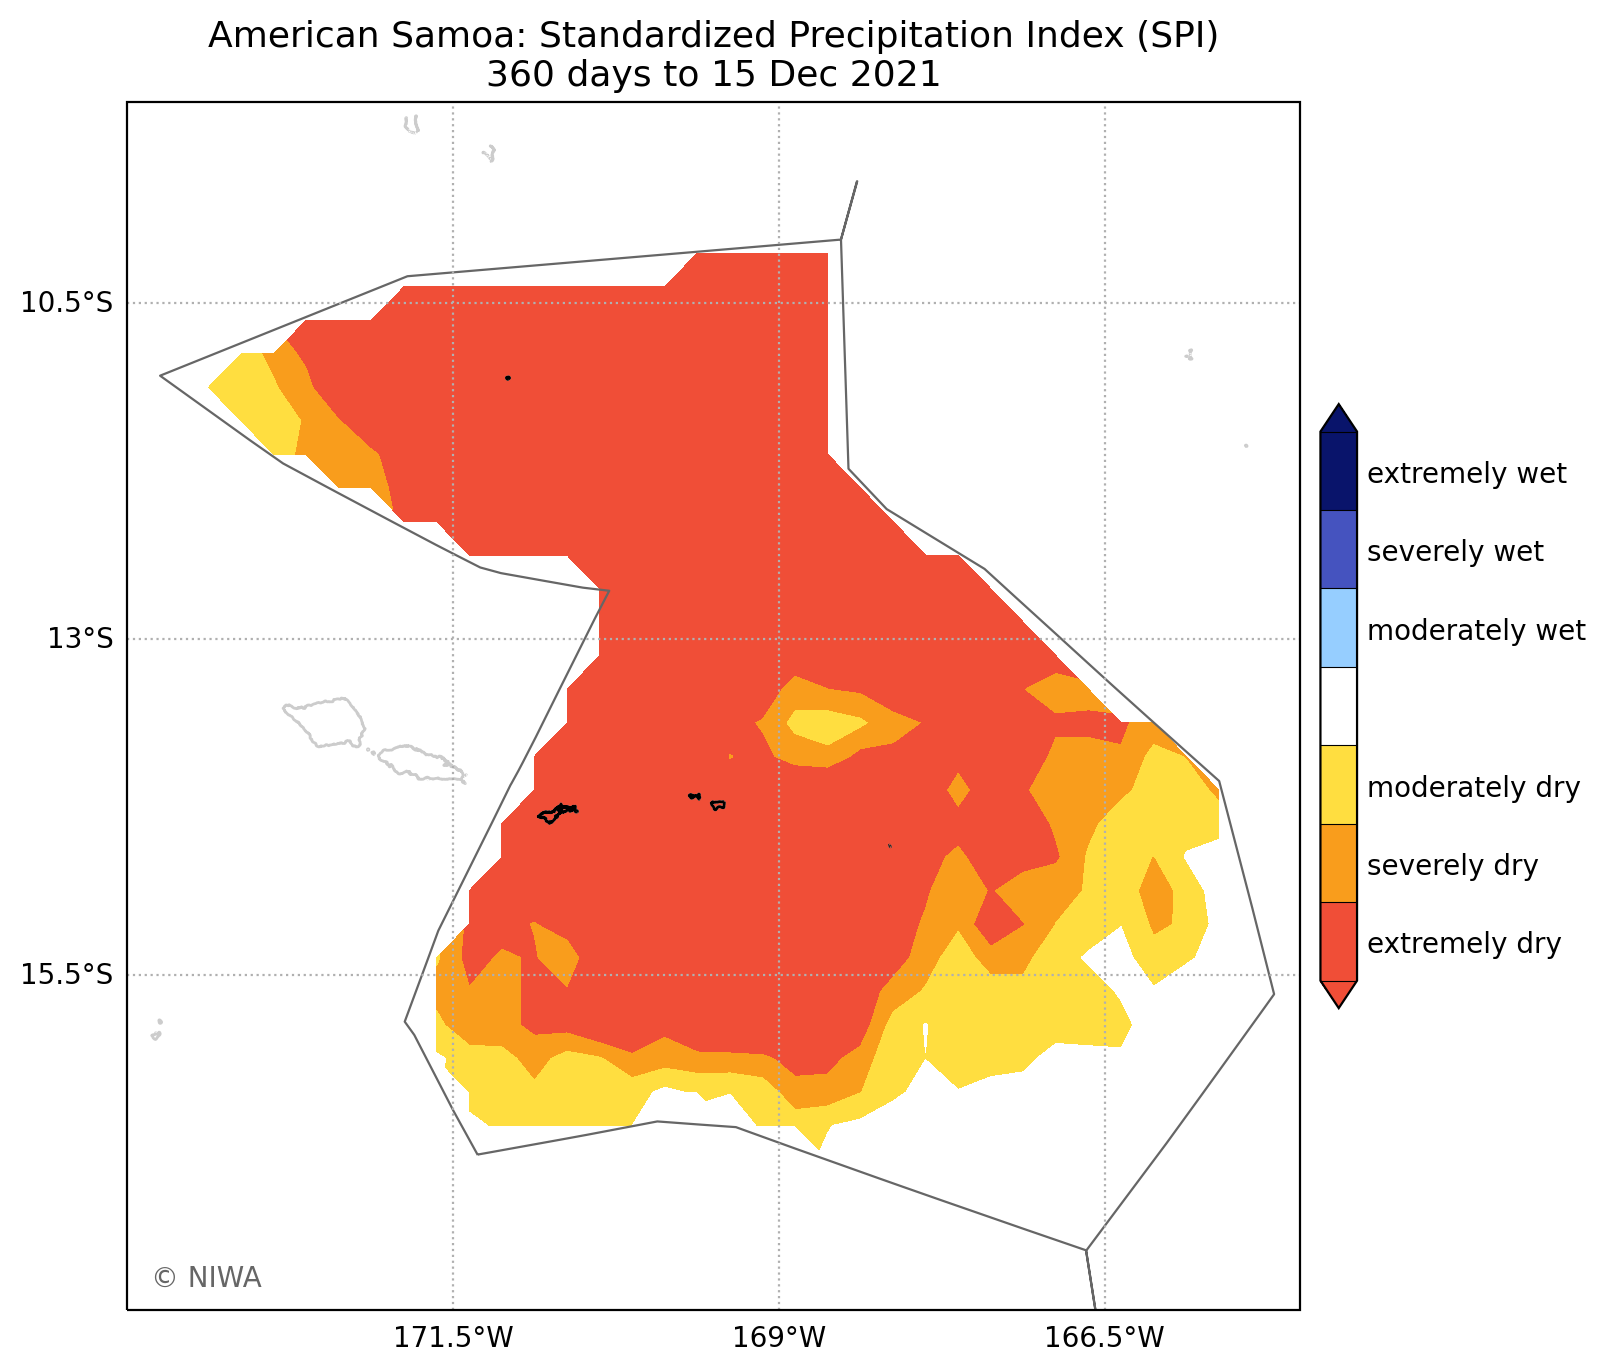 American Samoa: Standardized Precipitation Index (SPI)
360 days to 15 Dec 2021
10.5°S
13°S
15.5°S
171.5°W
169°W
166.5°W
extremely wet
severely wet
moderately wet
moderately dry
severely dry
extremely dry
© NIWA